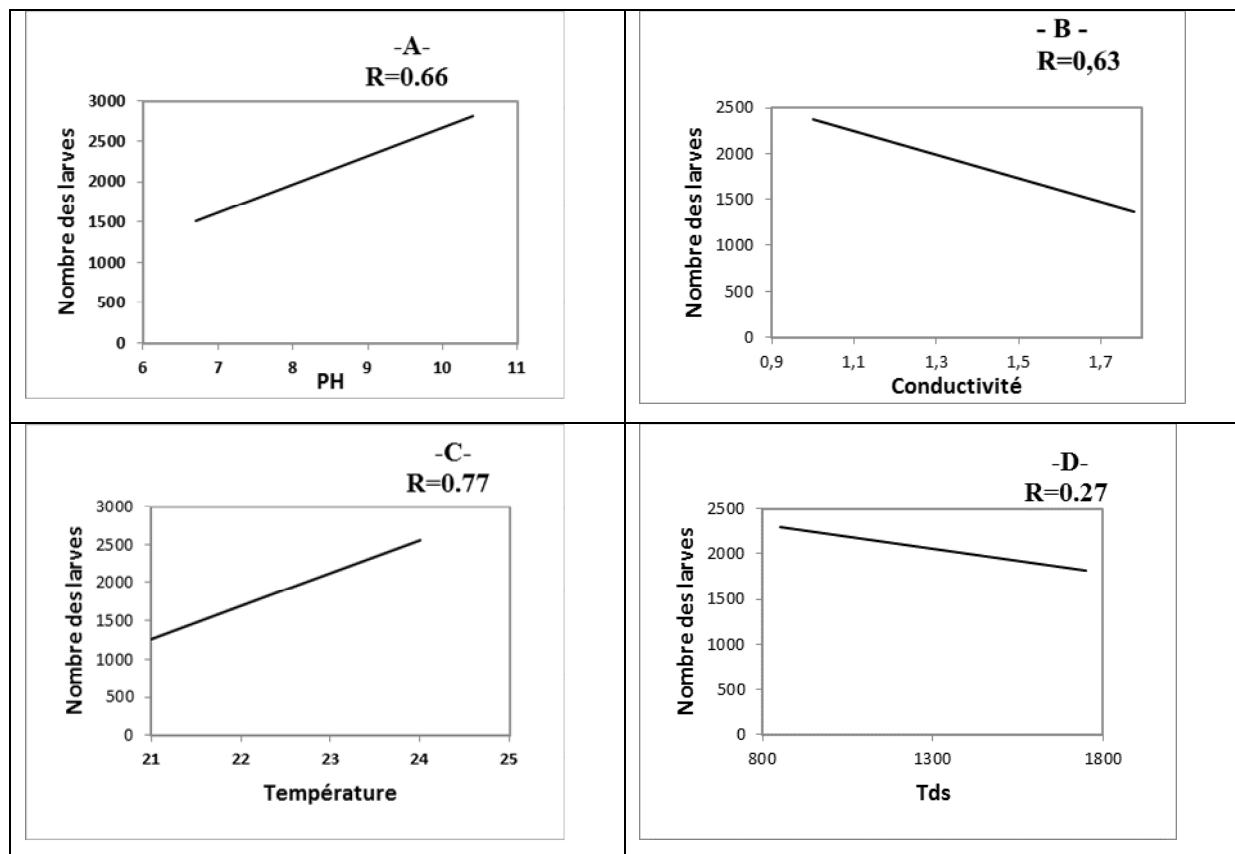 -A-
R=0.66
Nombre des larves
3000
2500
2000
1500
1000
500
0
6 7 8 9 10 11
PH
- B -
R=0,63
Nombre des larves
2500
2000
1500
1000
500
0
0,9 1,1 1,3 1,5 1,7
Conductivité
-C-
R=0.77
Nombre des larves
3000
2500
2000
1500
1000
500
0
21 22 23 24 25
Température
-D-
R=0.27
Nombre des larves
2500
2000
1500
1000
500
0
800 1300 1800
Tds